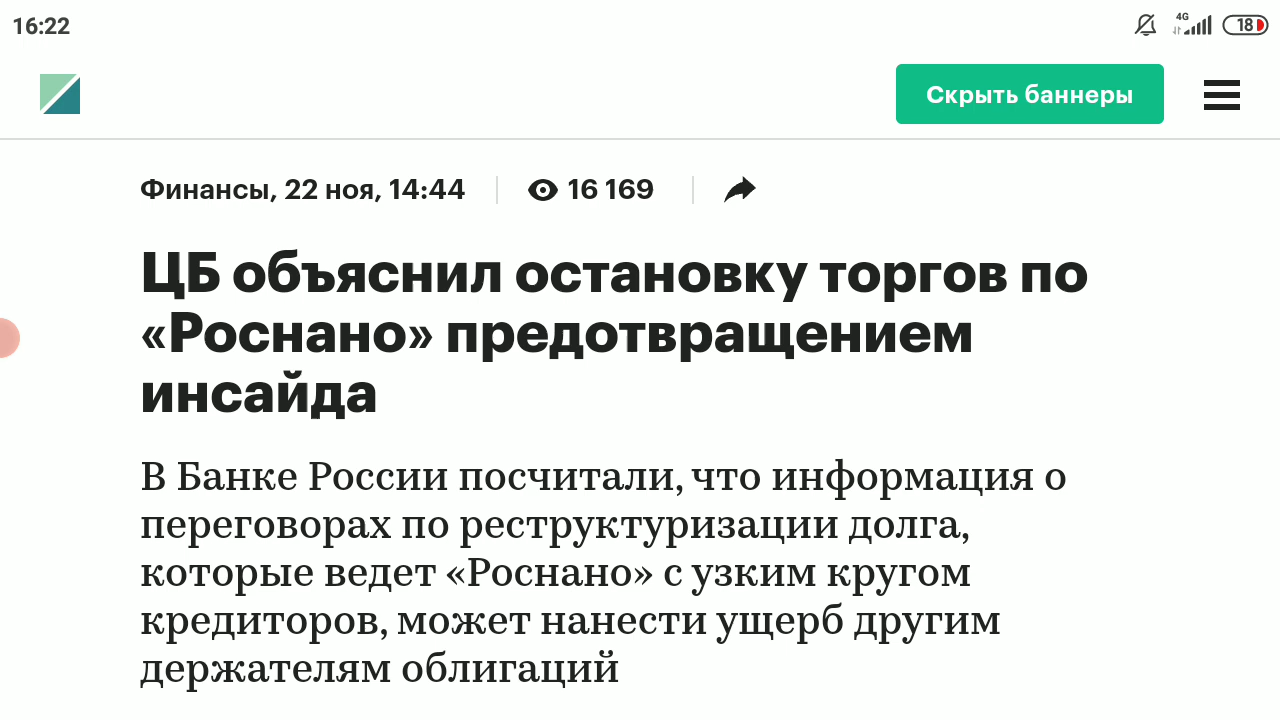 16:22
4G
18
Скрыть баннеры
Финансы, 22 ноя, 14:44
16 169
ЦБ объяснил остановку торгов по
«Роснано» предотвращением
инсайда
В Банке России посчитали, что информация о
переговорах по реструктуризации долга,
которые ведет «Роснано» с узким кругом
кредиторов, может нанести ущерб другим
держателям облигаций